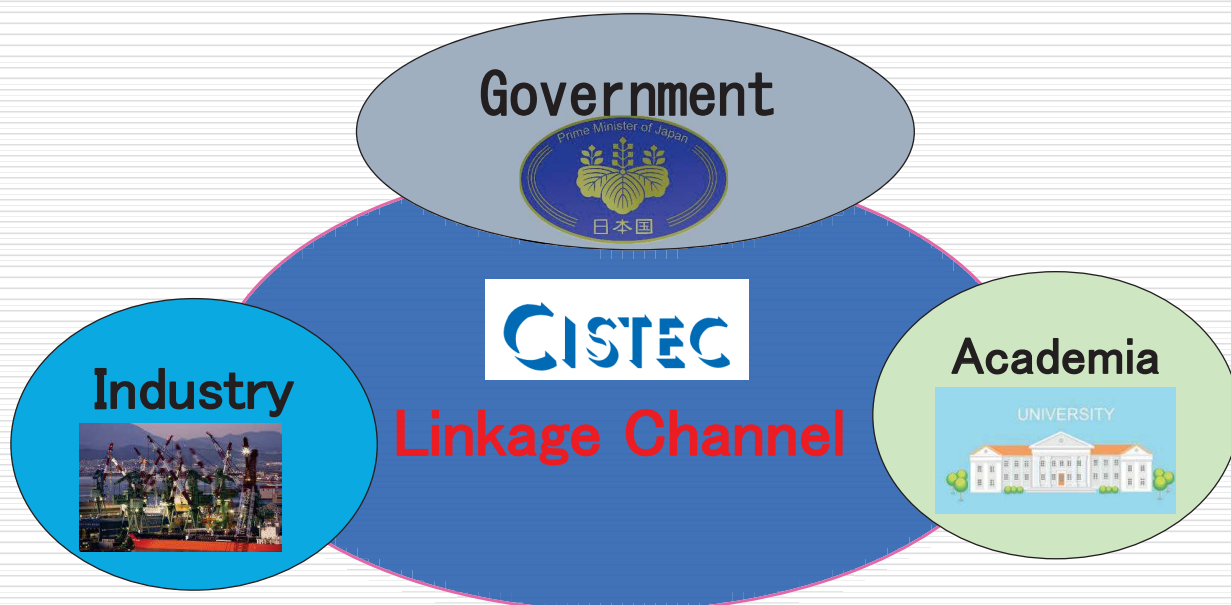 Government
Prime Minister of Japan
日本国
CISTEC
Linkage Channel
Industry
Academia
UNIVERSITY